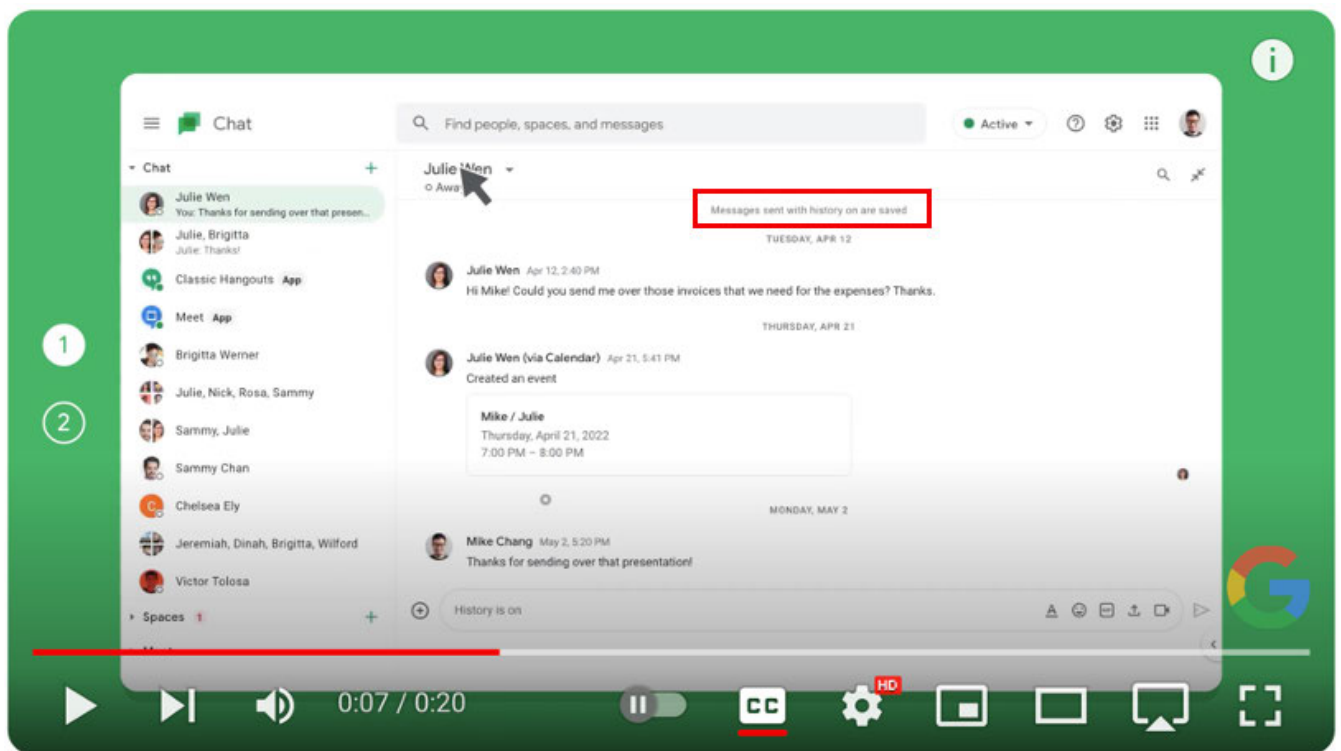 i
Chat
Find people, spaces, and messages
Active
Chat
Julie Wen
You: Thanks for sending over that presen...
Julie, Brigitta
Julie: Thanks!
Classic Hangouts App
Meet App
Brigitta Werner
Julie, Nick, Rosa, Sammy
Sammy, Julie
Sammy Chan
C
Chelsea Ely
Jeremiah, Dinah, Brigitta, Wilford
Victor Tolosa
Spaces 1
1
2
Julie Wen
Messages sent with history on are saved
TUESDAY, APR 12
Julie Wen Apr 12, 2:40 PM
Hi Mike! Could you send me over those invoices that we need for the expenses? Thanks.
THURSDAY, APR 21
Julie Wen (via Calendar) Apr 21, 5:41 PM
Created an event
Mike / Julie
Thursday, April 21, 2022
7:00 PM – 8:00 PM
MONDAY, MAY 2
Mike Chang May 2, 5:20 PM
Thanks for sending over that presentation!
History is on
G
0:07 / 0:20
CC
HD